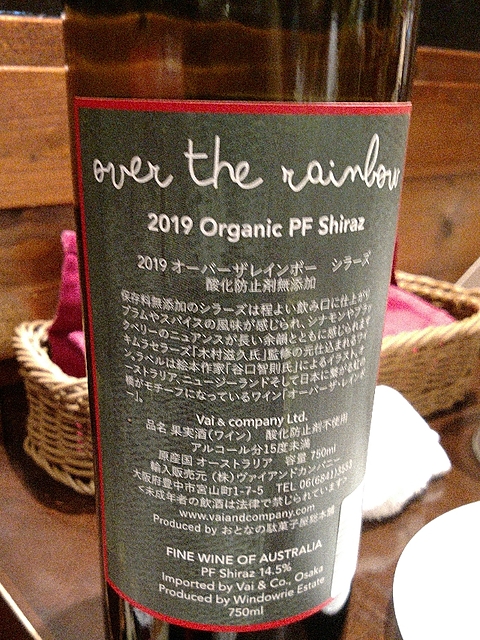 over the rainbow
2019 Organic PF Shiraz
2019 オーバーザレインボー シラーズ
酸化防止剤無添加
保存料無添加のシラーズは程よい飲み口に仕上がり
プラムやスパイスの風味が感じられ、シナモンやブラッ
クベリーのニュアンスが長い余韻とともに感じられます
キムラセラーズ「木村滋久氏」監修の元仕込まれるワイ
ン。ラベルは絵本作家「谷口智則氏」によるイラスト。オ
ーストラリア、ニュージーランドそして日本に繋がる虹の
橋がモチーフになっているワイン「オーバーザ・レインボ
ー」。
Vai & company Ltd.
品名 果実酒(ワイン) 酸化防止剤不使用
アルコール分15度未満
原産国 オーストラリア 容量 750ml
輸入販売元 (株)ヴァイアンドカンパニー
大阪府豊中市宮山町1-7-5 TEL 06(6841)3553
<未成年者の飲酒は法律で禁じられています>
www.vaiandcompany.com
Produced by おとなの駄菓子屋総本舗
FINE WINE OF AUSTRALIA
PF Shiraz 14.5%
Imported by Vai & Co., Osaka
Produced by Windowrie Estate
750ml